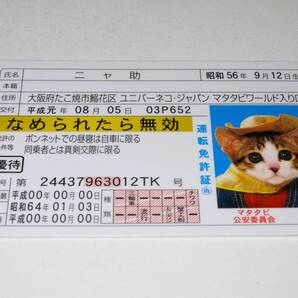 氏名 ニャ助 昭和56年9月12日生
本籍
住所 大阪府たこ焼市鰯花区 ユニバーネコ・ジャパン マタタビワールド入り口
交付 平成元年08月05日 03P652
なめられたら無効
免許の ボンネットでの昼寝は自車に限る
条件等 同乗者とは真剣交際に限る
優待
第 24437963012TK 号
平成00年00月00日
平成00年00月00日
昭和64年01月03日
種類
運転免許証
マタタビ
公安委員会